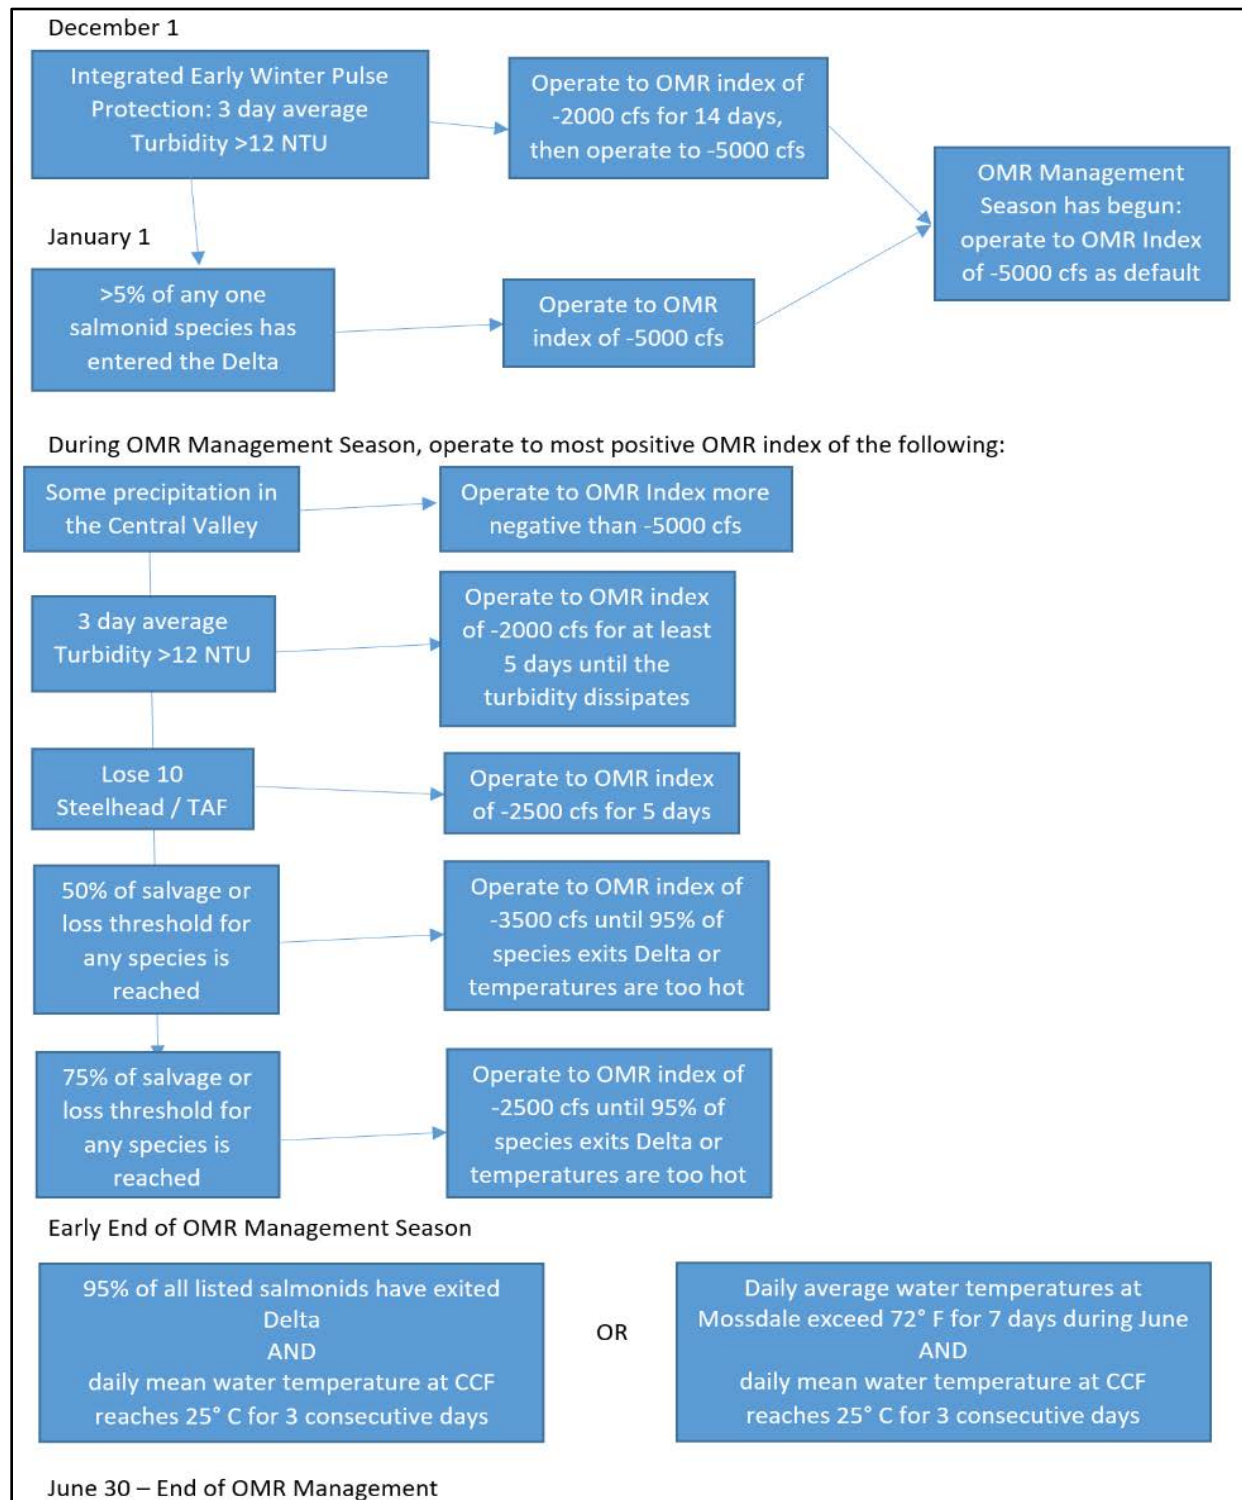 December 1
Integrated Early Winter Pulse
Protection: 3 day average
Turbidity >12 NTU
Operate to OMR index of
-2000 cfs for 14 days,
then operate to -5000 cfs
OMR Management
Season has begun:
operate to OMR Index
of -5000 cfs as default
January 1
>5% of any one
salmonid species has
entered the Delta
Operate to OMR
index of -5000 cfs
During OMR Management Season, operate to most positive OMR index of the following:
Some precipitation in
the Central Valley
Operate to OMR Index more
negative than -5000 cfs
3 day average
Turbidity >12 NTU
Operate to OMR index
of -2000 cfs for at least
5 days until the
turbidity dissipates
Lose 10
Steelhead / TAF
Operate to OMR index
of -2500 cfs for 5 days
50% of salvage or
loss threshold for
any species is
reached
Operate to OMR index of
-3500 cfs until 95% of
species exits Delta or
temperatures are too hot
75% of salvage or
loss threshold for
any species is
reached
Operate to OMR index of
-2500 cfs until 95% of
species exits Delta or
temperatures are too hot
Early End of OMR Management Season
95% of all listed salmonids have exited
Delta
AND
daily mean water temperature at CCF
reaches 25° C for 3 consecutive days
OR
Daily average water temperatures at
Mossdale exceed 72° F for 7 days during June
AND
daily mean water temperature at CCF
reaches 25° C for 3 consecutive days
June 30 – End of OMR Management